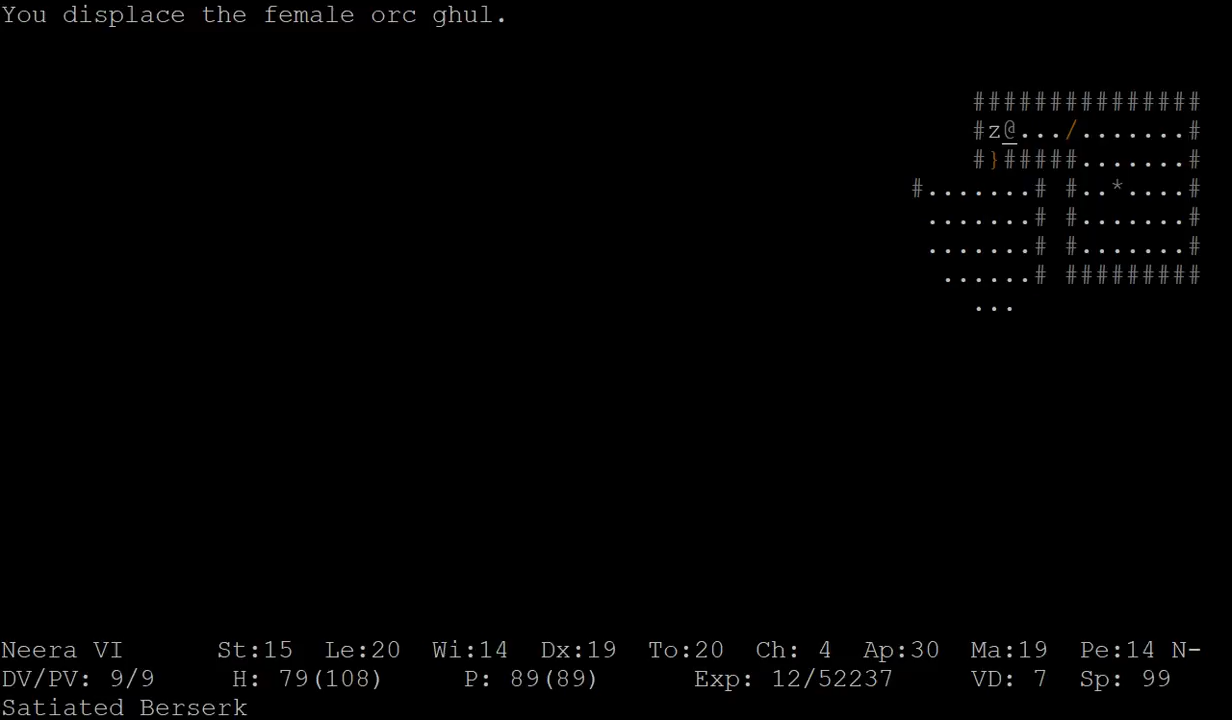 You displace the female orc ghul.
###############
#z@.../.......#
#}#####.......#
#.......# #..*....#
.......# #.......#
.......# #.......#
......# #########
...
Neera VI St:15 Le:20 Wi:14 Dx:19 To:20 Ch: 4 Ap:30 Ma:19 Pe:14 N-
DV/PV: 9/9 H: 79(108) P: 89(89) Exp: 12/52237 VD: 7 Sp: 99
Satiated Berserk